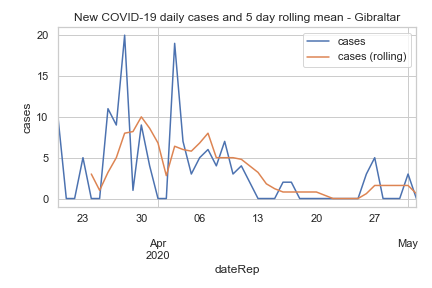 New COVID-19 daily cases and 5 day rolling mean - Gibraltar
cases
cases (rolling)
20
15
10
5
0
cases
23
30
06
13
20
27
Apr
2020
May
dateRep